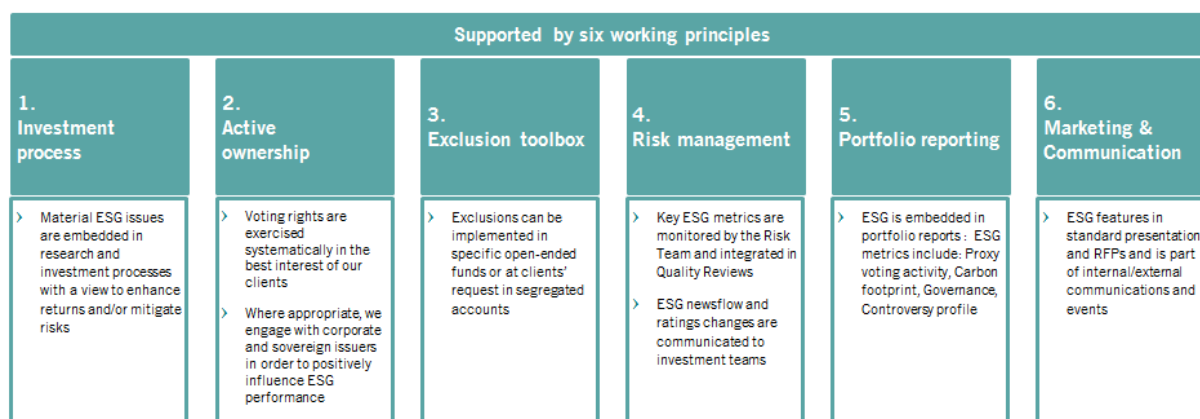 Supported by six working principles
1.
Investment
process
2.
Active
ownership
3.
Exclusion toolbox
4.
Risk management
5.
Portfolio reporting
6.
Marketing &
Communication
› Material ESG issues
are embedded in
research and
investment processes
with a view to enhance
returns and/or mitigate
risks
› Voting rights are
exercised
systematically in the
best interest of our
clients
› Where appropriate, we
engage with corporate
and sovereign issuers
in order to positively
influence ESG
performance
› Exclusions can be
implemented in
specific open-ended
funds or at clients'
request in segregated
accounts
› Key ESG metrics are
monitored by the Risk
Team and integrated in
Quality Reviews
› ESG newsflow and
ratings changes are
communicated to
investment teams
› ESG is embedded in
portfolio reports : ESG
metrics include: Proxy
voting activity, Carbon
footprint, Governance,
Controversy profile
› ESG features in
standard presentation
and RFPs and is part
of internal/external
communications and
events